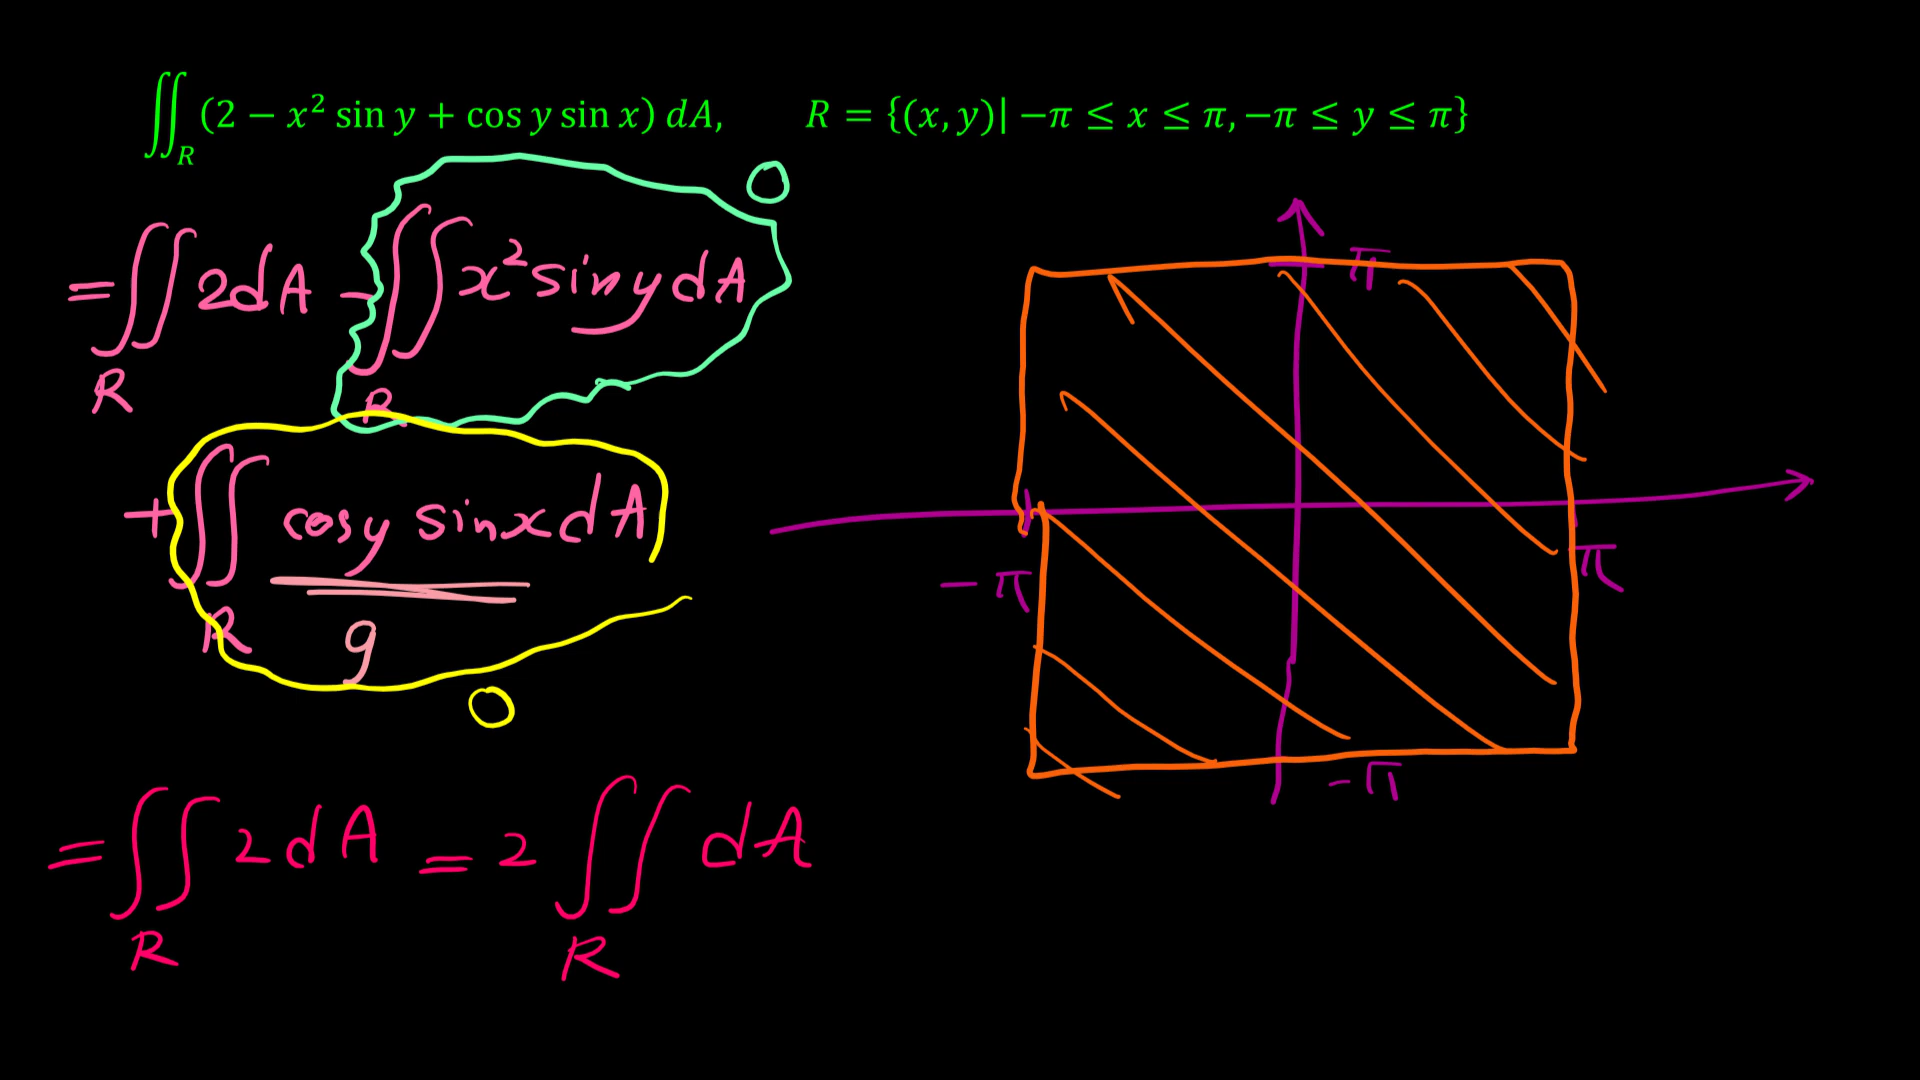 ∬_R (2 − x² sin y + cos y sin x) dA, R = {(x, y)| −π ≤ x ≤ π, −π ≤ y ≤ π}
= ∬_R 2dA − ∬_R x² sin y dA 0
+ ∬_R cos y sin x dA
g
0
= ∬_R 2dA = 2 ∬_R dA
π
−π π
−π